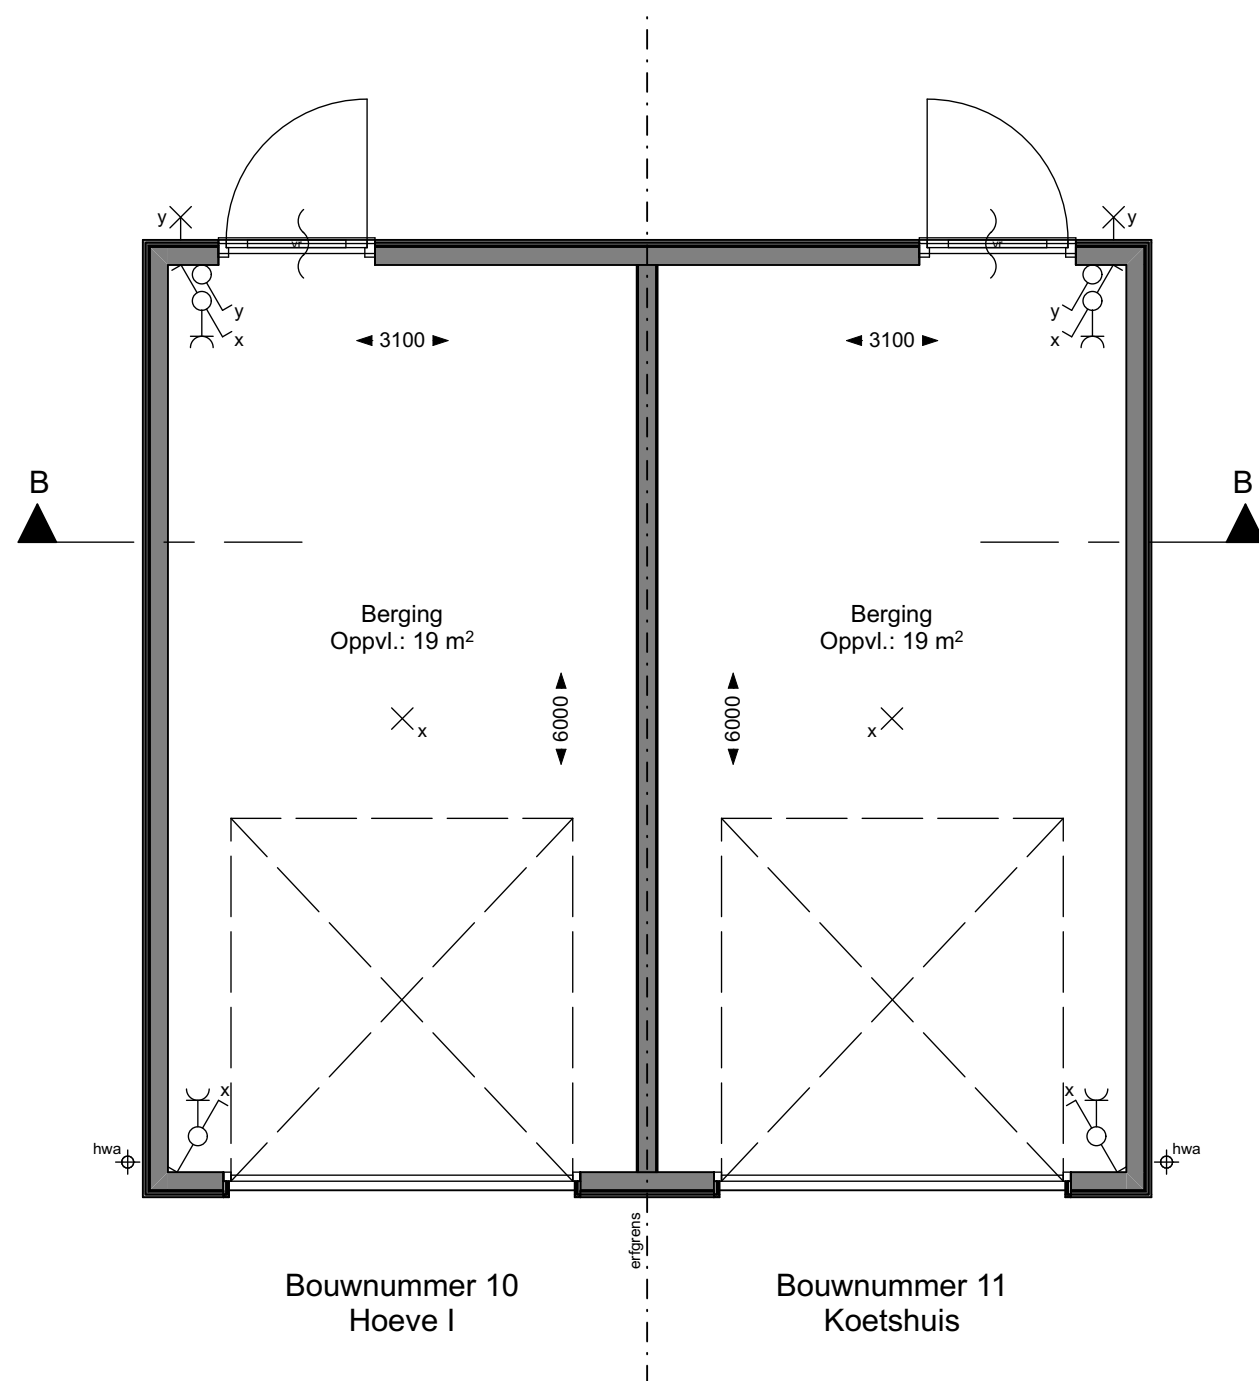 y
y
vr
vr
y
x
y
x
3100
3100
B
B
Berging
Oppvl.: 19 m²
Berging
Oppvl.: 19 m²
6000
6000
x
x
x
x
hwa
hwa
erfgrens
Bouwnummer 10
Hoeve I
Bouwnummer 11
Koetshuis